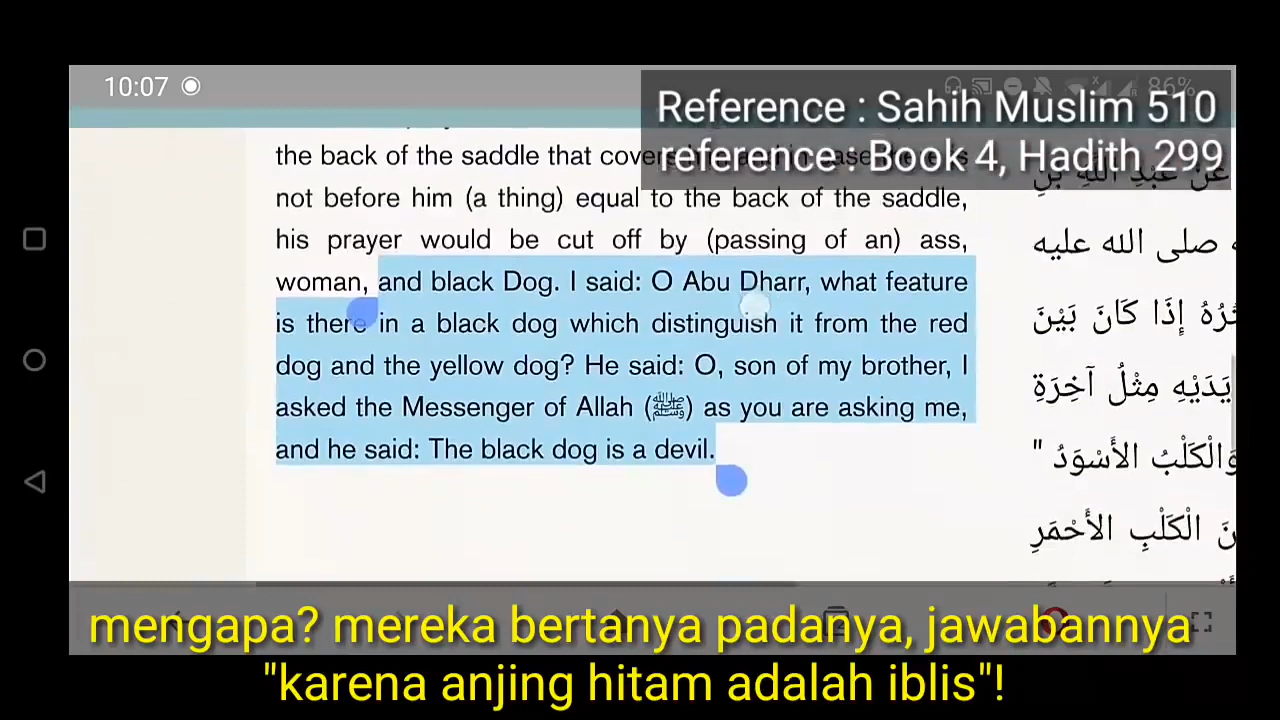 10:07
86%
Reference : Sahih Muslim 510
reference : Book 4, Hadith 299
the back of the saddle that covers
not before him (a thing) equal to the back of the saddle,
his prayer would be cut off by (passing of an) ass,
woman, and black Dog. I said: O Abu Dharr, what feature
is there in a black dog which distinguish it from the red
dog and the yellow dog? He said: O, son of my brother, I
asked the Messenger of Allah (ﷺ) as you are asking me,
and he said: The black dog is a devil.
عَنْ عَبْدِ اللَّهِ بْنِ
صلى الله عليه
إِذَا كَانَ بَيْنَ
يَدَيْهِ مِثْلُ آخِرَةِ
وَالْكَلْبُ الأَسْوَدُ "
الْكَلْبِ الأَحْمَرِ
mengapa? mereka bertanya padanya, jawabannya
"karena anjing hitam adalah iblis"!